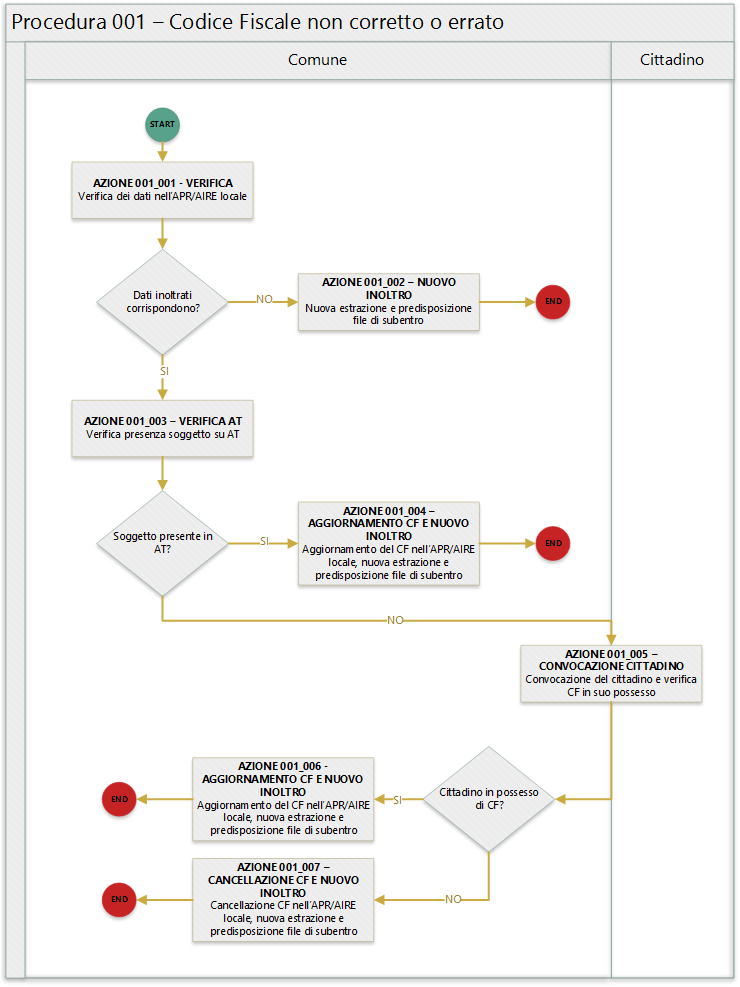 Procedura 001 – Codice Fiscale non corretto o errato
Comune
Cittadino
START
AZIONE 001_001 - VERIFICA
Verifica dei dati nell'APR/AIRE locale
Dati inoltrati
corrispondono?
NO
AZIONE 001_002 – NUOVO
INOLTRO
Nuova estrazione e predisposizione
file di subentro
END
SI
AZIONE 001_003 – VERIFICA AT
Verifica presenza soggetto su AT
Soggetto presente in
AT?
SI
AZIONE 001_004 –
AGGIORNAMENTO CF E NUOVO
INOLTRO
Aggiornamento del CF nell'APR/AIRE
locale, nuova estrazione e
predisposizione file di subentro
END
NO
AZIONE 001_005 –
CONVOCAZIONE CITTADINO
Convocazione del cittadino e verifica
CF in suo possesso
Cittadino in possesso
di CF?
SI
AZIONE 001_006 -
AGGIORNAMENTO CF E NUOVO
INOLTRO
Aggiornamento del CF nell'APR/AIRE
locale, nuova estrazione e
predisposizione file di subentro
END
NO
AZIONE 001_007 –
CANCELLAZIONE CF E NUOVO
INOLTRO
Cancellazione CF nell'APR/AIRE
locale, nuova estrazione e
predisposizione file di subentro
END